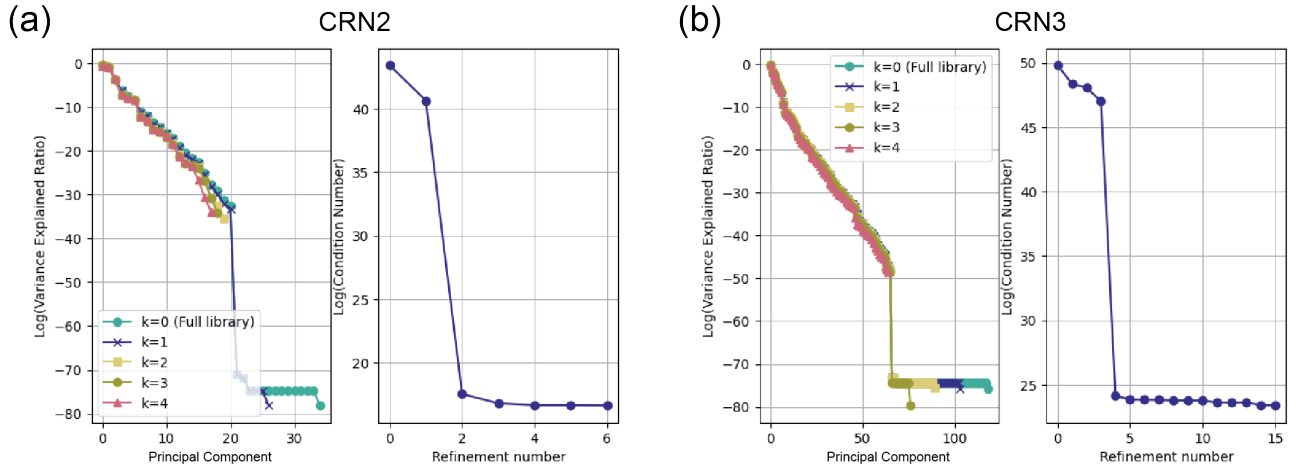 (a)
CRN2
Log(Variance Explained Ratio)
0
−10
−20
−30
−40
−50
−60
−70
−80
k=0 (Full library)
k=1
k=2
k=3
k=4
0
10
20
30
Principal Component
Log(Condition Number)
40
35
30
25
20
0
2
4
6
Refinement number
(b)
CRN3
Log(Variance Explained Ratio)
0
−10
−20
−30
−40
−50
−60
−70
−80
k=0 (Full library)
k=1
k=2
k=3
k=4
0
50
100
Principal Component
Log(Condition Number)
50
45
40
35
30
25
0
5
10
15
Refinement number